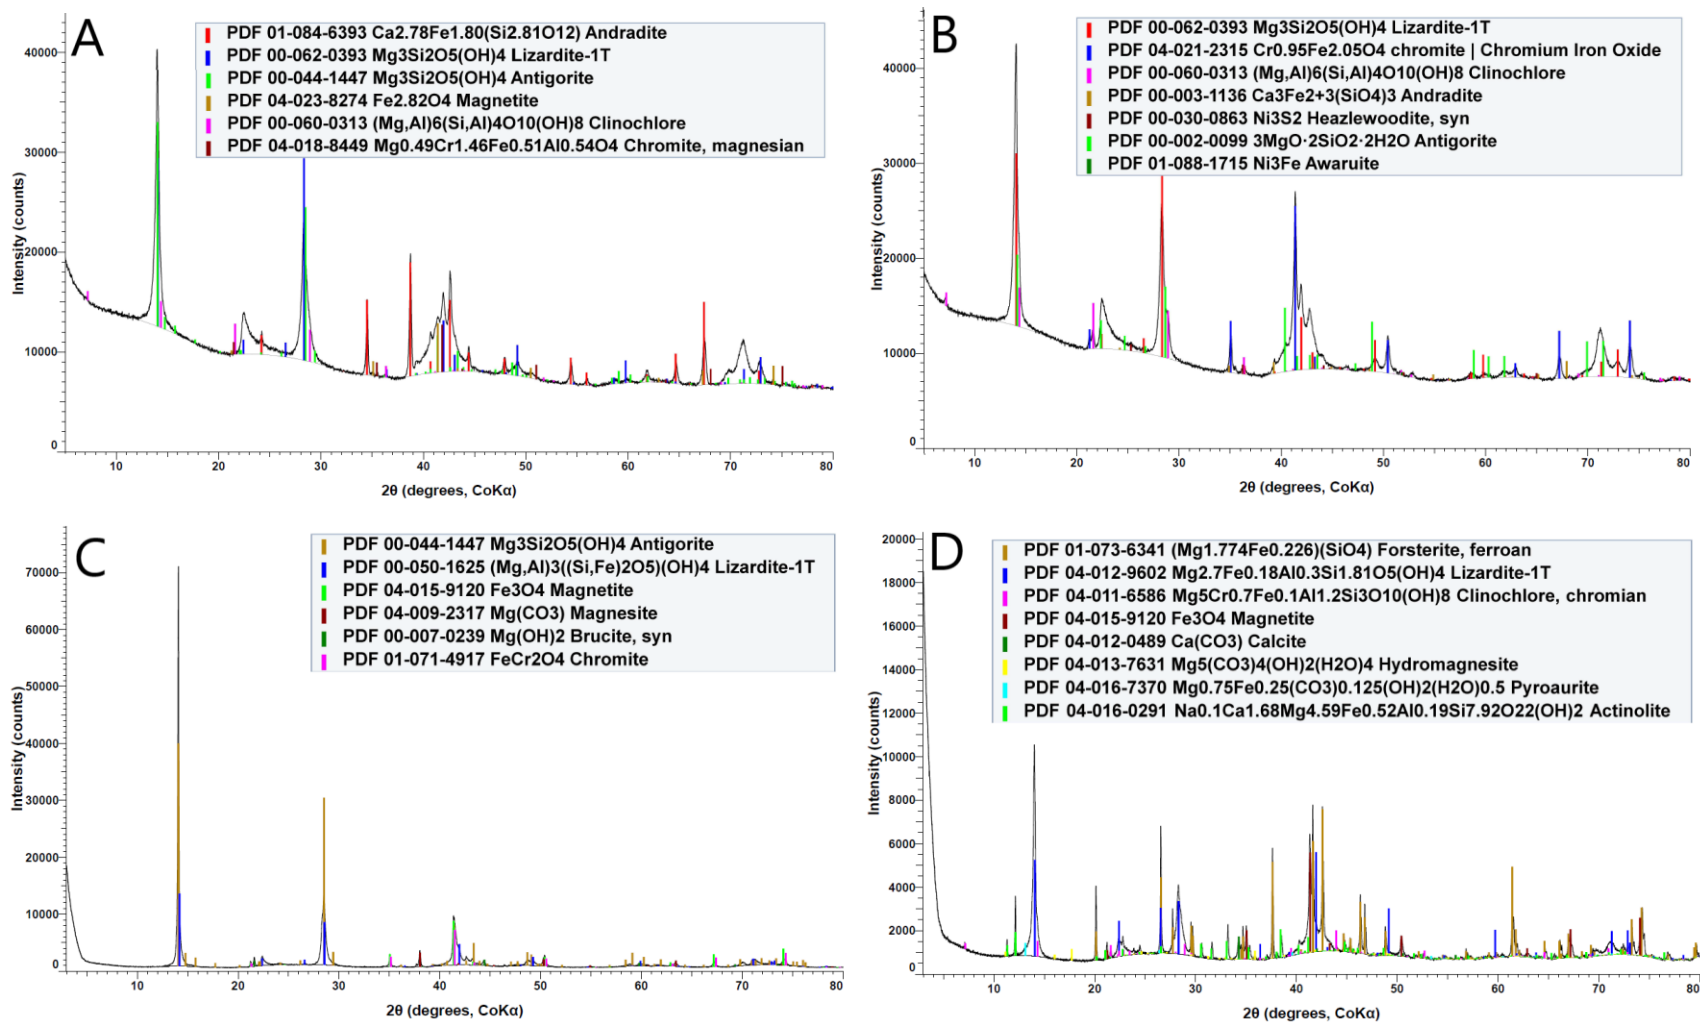 A
PDF 01-084-6393 Ca2.78Fe1.80(Si2.81O12) Andradite
PDF 00-062-0393 Mg3Si2O5(OH)4 Lizardite-1T
PDF 00-044-1447 Mg3Si2O5(OH)4 Antigorite
PDF 04-023-8274 Fe2.82O4 Magnetite
PDF 00-060-0313 (Mg,Al)6(Si,Al)4O10(OH)8 Clinochlore
PDF 04-018-8449 Mg0.49Cr1.46Fe0.51Al0.54O4 Chromite, magnesian
Intensity (counts)
40000
30000
20000
10000
0
10 20 30 40 50 60 70 80
2θ (degrees, CoKα)
B
PDF 00-062-0393 Mg3Si2O5(OH)4 Lizardite-1T
PDF 04-021-2315 Cr0.95Fe2.05O4 chromite | Chromium Iron Oxide
PDF 00-060-0313 (Mg,Al)6(Si,Al)4O10(OH)8 Clinochlore
PDF 00-003-1136 Ca3Fe2+3(SiO4)3 Andradite
PDF 00-030-0863 Ni3S2 Heazlewoodite, syn
PDF 00-002-0099 3MgO·2SiO2·2H2O Antigorite
PDF 01-088-1715 Ni3Fe Awaruite
Intensity (counts)
40000
30000
20000
10000
0
10 20 30 40 50 60 70 80
2θ (degrees, CoKα)
C
PDF 00-044-1447 Mg3Si2O5(OH)4 Antigorite
PDF 00-050-1625 (Mg,Al)3((Si,Fe)2O5)(OH)4 Lizardite-1T
PDF 04-015-9120 Fe3O4 Magnetite
PDF 04-009-2317 Mg(CO3) Magnesite
PDF 00-007-0239 Mg(OH)2 Brucite, syn
PDF 01-071-4917 FeCr2O4 Chromite
Intensity (counts)
70000
60000
50000
40000
30000
20000
10000
0
10 20 30 40 50 60 70 80
2θ (degrees, CoKα)
D
PDF 01-073-6341 (Mg1.774Fe0.226)(SiO4) Forsterite, ferroan
PDF 04-012-9602 Mg2.7Fe0.18Al0.3Si1.81O5(OH)4 Lizardite-1T
PDF 04-011-6586 Mg5Cr0.7Fe0.1Al1.2Si3O10(OH)8 Clinochlore, chromian
PDF 04-015-9120 Fe3O4 Magnetite
PDF 04-012-0489 Ca(CO3) Calcite
PDF 04-013-7631 Mg5(CO3)4(OH)2(H2O)4 Hydromagnesite
PDF 04-016-7370 Mg0.75Fe0.25(CO3)0.125(OH)2(H2O)0.5 Pyroaurite
PDF 04-016-0291 Na0.1Ca1.68Mg4.59Fe0.52Al0.19Si7.92O22(OH)2 Actinolite
Intensity (counts)
20000
18000
16000
14000
12000
10000
8000
6000
4000
2000
0
10 20 30 40 50 60 70 80
2θ (degrees, CoKα)